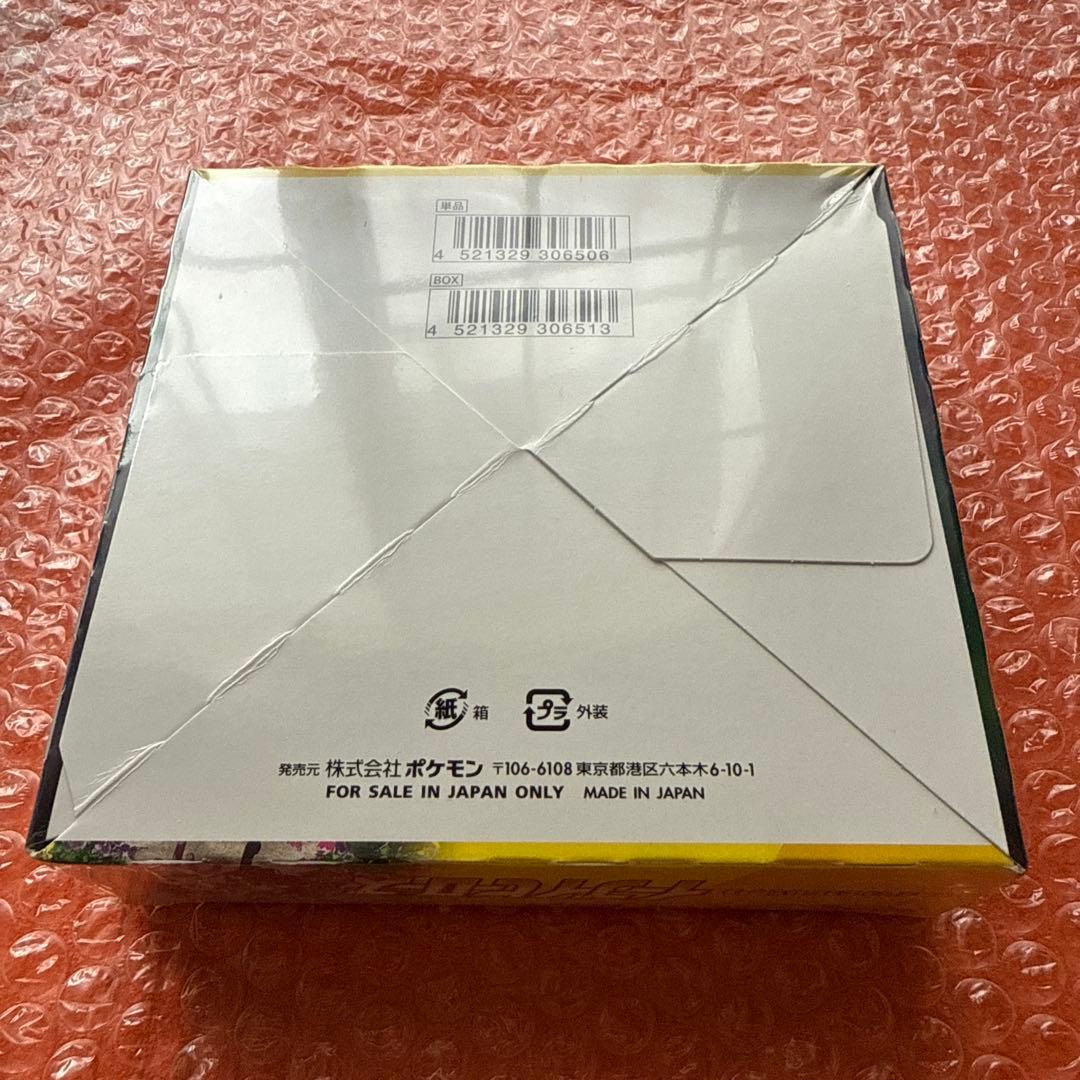 単品
4 521329 306506
BOX
4 521329 306513
紙 箱 プラ 外装
発売元 株式会社 ポケモン 〒106-6108 東京都港区六本木6-10-1
FOR SALE IN JAPAN ONLY MADE IN JAPAN